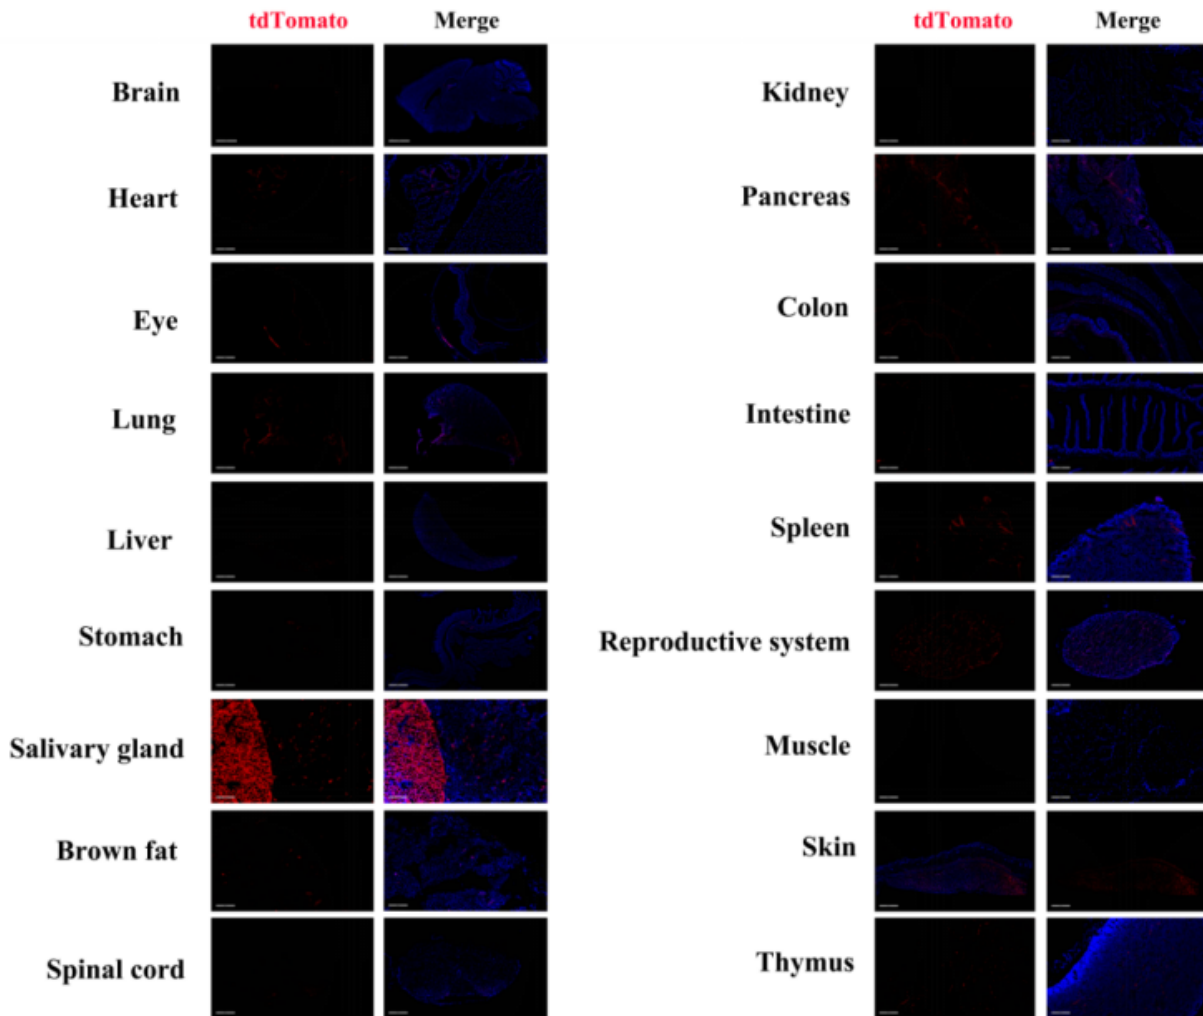 tdTomato Merge tdTomato Merge
Brain Kidney
Heart Pancreas
Eye Colon
Lung Intestine
Liver Spleen
Stomach Reproductive system
Salivary gland Muscle
Brown fat Skin
Spinal cord Thymus